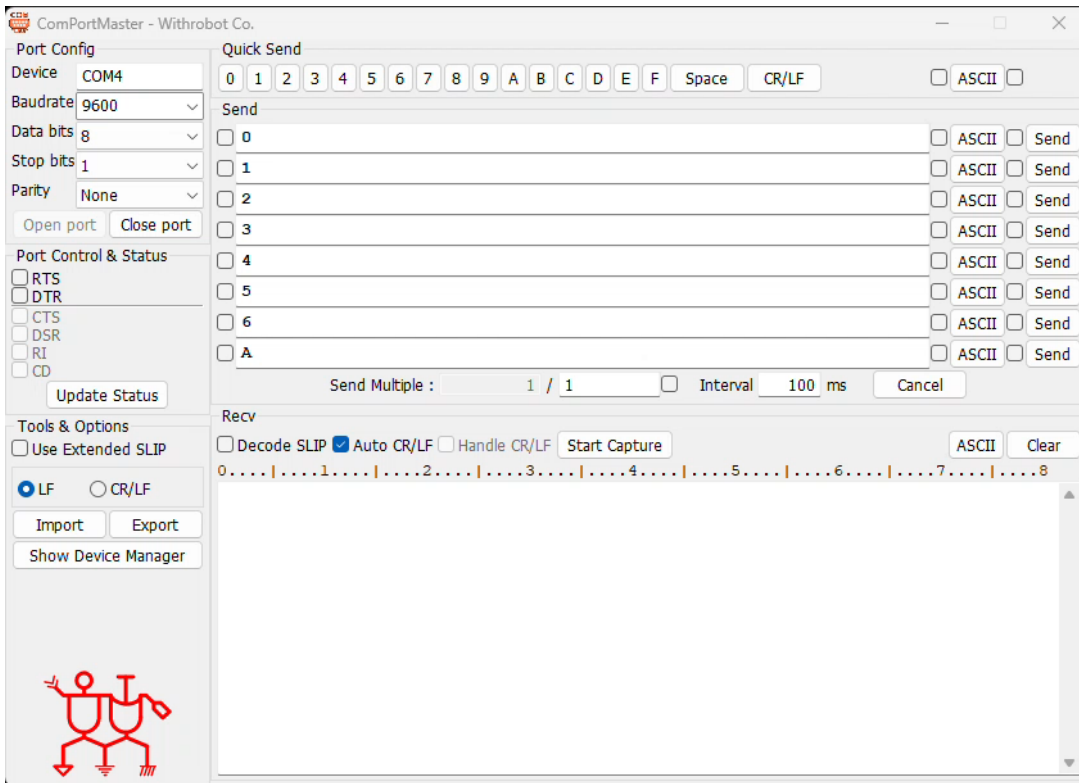 ComPortMaster - Withrobot Co.
Port Config
Device COM4
Baudrate 9600
Data bits 8
Stop bits 1
Parity None
Open port Close port
Port Control & Status
RTS
DTR
CTS
DSR
RI
CD
Update Status
Tools & Options
Use Extended SLIP
LF CR/LF
Import Export
Show Device Manager
Quick Send
0 1 2 3 4 5 6 7 8 9 A B C D E F Space CR/LF ASCII
Send
0 ASCII Send
1 ASCII Send
2 ASCII Send
3 ASCII Send
4 ASCII Send
5 ASCII Send
6 ASCII Send
A ASCII Send
Send Multiple : 1 / 1 Interval 100 ms Cancel
Recv
Decode SLIP Auto CR/LF Handle CR/LF Start Capture ASCII Clear
0....|....1....|....2....|....3....|....4....|....5....|....6....|....7....|....8